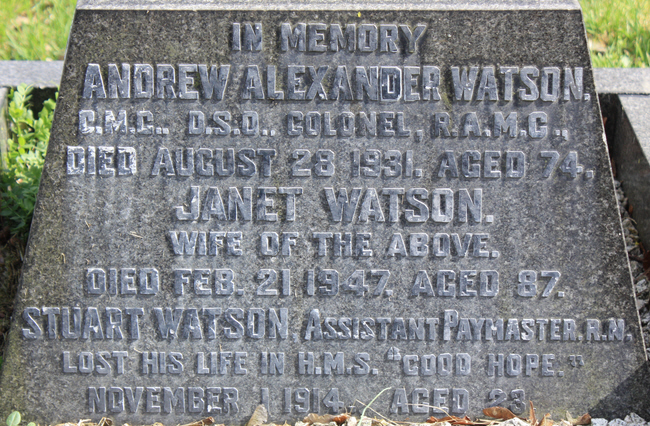 IN MEMORY
ANDREW ALEXANDER WATSON,
C.M.G., D.S.O., COLONEL, R.A.M.C.,
DIED AUGUST 28 1931. AGED 74.
JANET WATSON.
WIFE OF THE ABOVE.
DIED FEB. 21 1947, AGED 87.
STUART WATSON ASSISTANT PAYMASTER, R.N.
LOST HIS LIFE IN H.M.S. "GOOD HOPE."
NOVEMBER 1 1914. AGED 23.